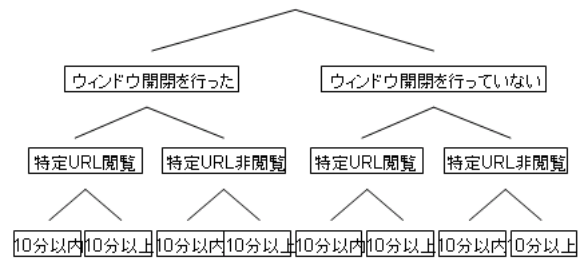 ウィンドウ開閉を行った
ウィンドウ開閉を行っていない
特定URL閲覧
特定URL非閲覧
特定URL閲覧
特定URL非閲覧
10分以内
10分以上
10分以内
10分以上
10分以内
10分以上
10分以内
10分以上